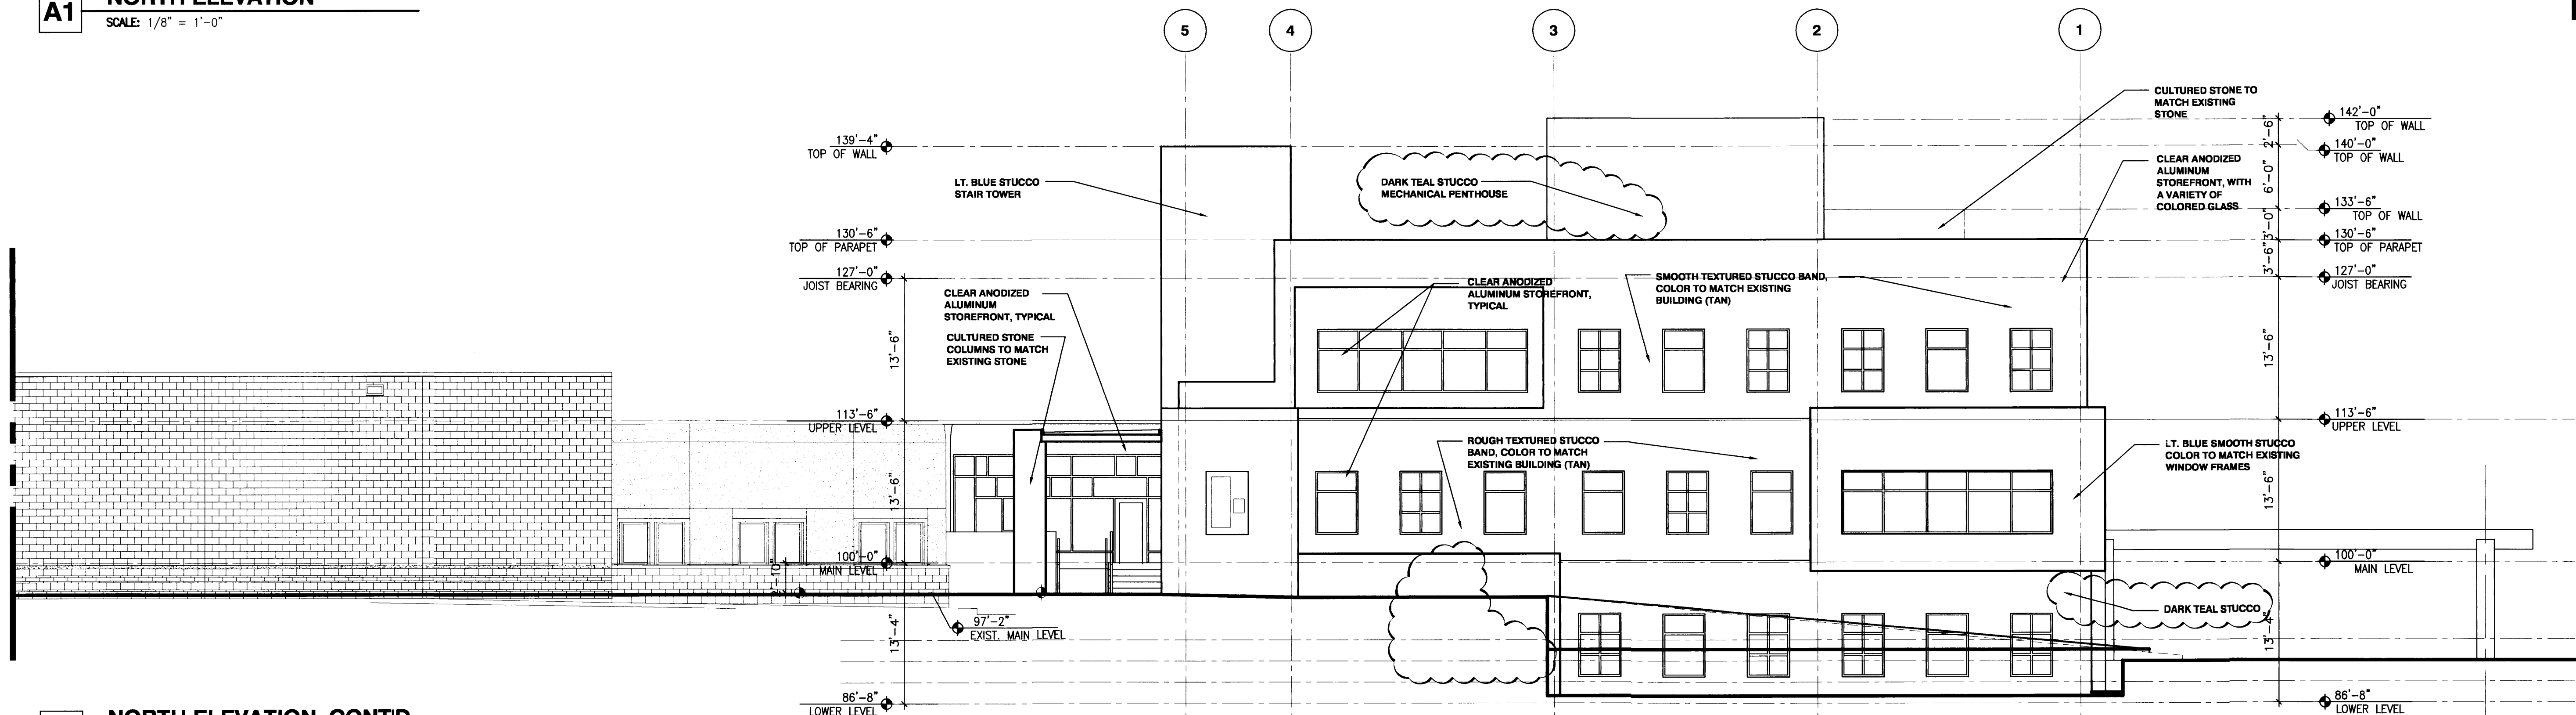 A1
NORTH ELEVATION
SCALE: 1/8" = 1'-0"
5
4
3
2
1
139'-4"
TOP OF WALL
130'-6"
TOP OF PARAPET
127'-0"
JOIST BEARING
13'-6"
113'-6"
UPPER LEVEL
13'-6"
100'-0"
MAIN LEVEL
2'-10"
97'-2"
EXIST. MAIN LEVEL
13'-4"
86'-8"
LOWER LEVEL
LT. BLUE STUCCO
STAIR TOWER
CLEAR ANODIZED
ALUMINUM
STOREFRONT, TYPICAL
CULTURED STONE
COLUMNS TO MATCH
EXISTING STONE
DARK TEAL STUCCO
MECHANICAL PENTHOUSE
CLEAR ANODIZED
ALUMINUM STOREFRONT,
TYPICAL
SMOOTH TEXTURED STUCCO BAND,
COLOR TO MATCH EXISTING
BUILDING (TAN)
ROUGH TEXTURED STUCCO
BAND, COLOR TO MATCH
EXISTING BUILDING (TAN)
CULTURED STONE TO
MATCH EXISTING
STONE
CLEAR ANODIZED
ALUMINUM
STOREFRONT, WITH
A VARIETY OF
COLORED GLASS
LT. BLUE SMOOTH STUCCO
COLOR TO MATCH EXISTING
WINDOW FRAMES
DARK TEAL STUCCO
2'-6"
6'-0"
3'-0"
3'-6"
13'-6"
13'-6"
13'-4"
142'-0"
TOP OF WALL
140'-0"
TOP OF WALL
133'-6"
TOP OF WALL
130'-6"
TOP OF PARAPET
127'-0"
JOIST BEARING
113'-6"
UPPER LEVEL
100'-0"
MAIN LEVEL
86'-8"
LOWER LEVEL
NORTH ELEVATION, CONT'D